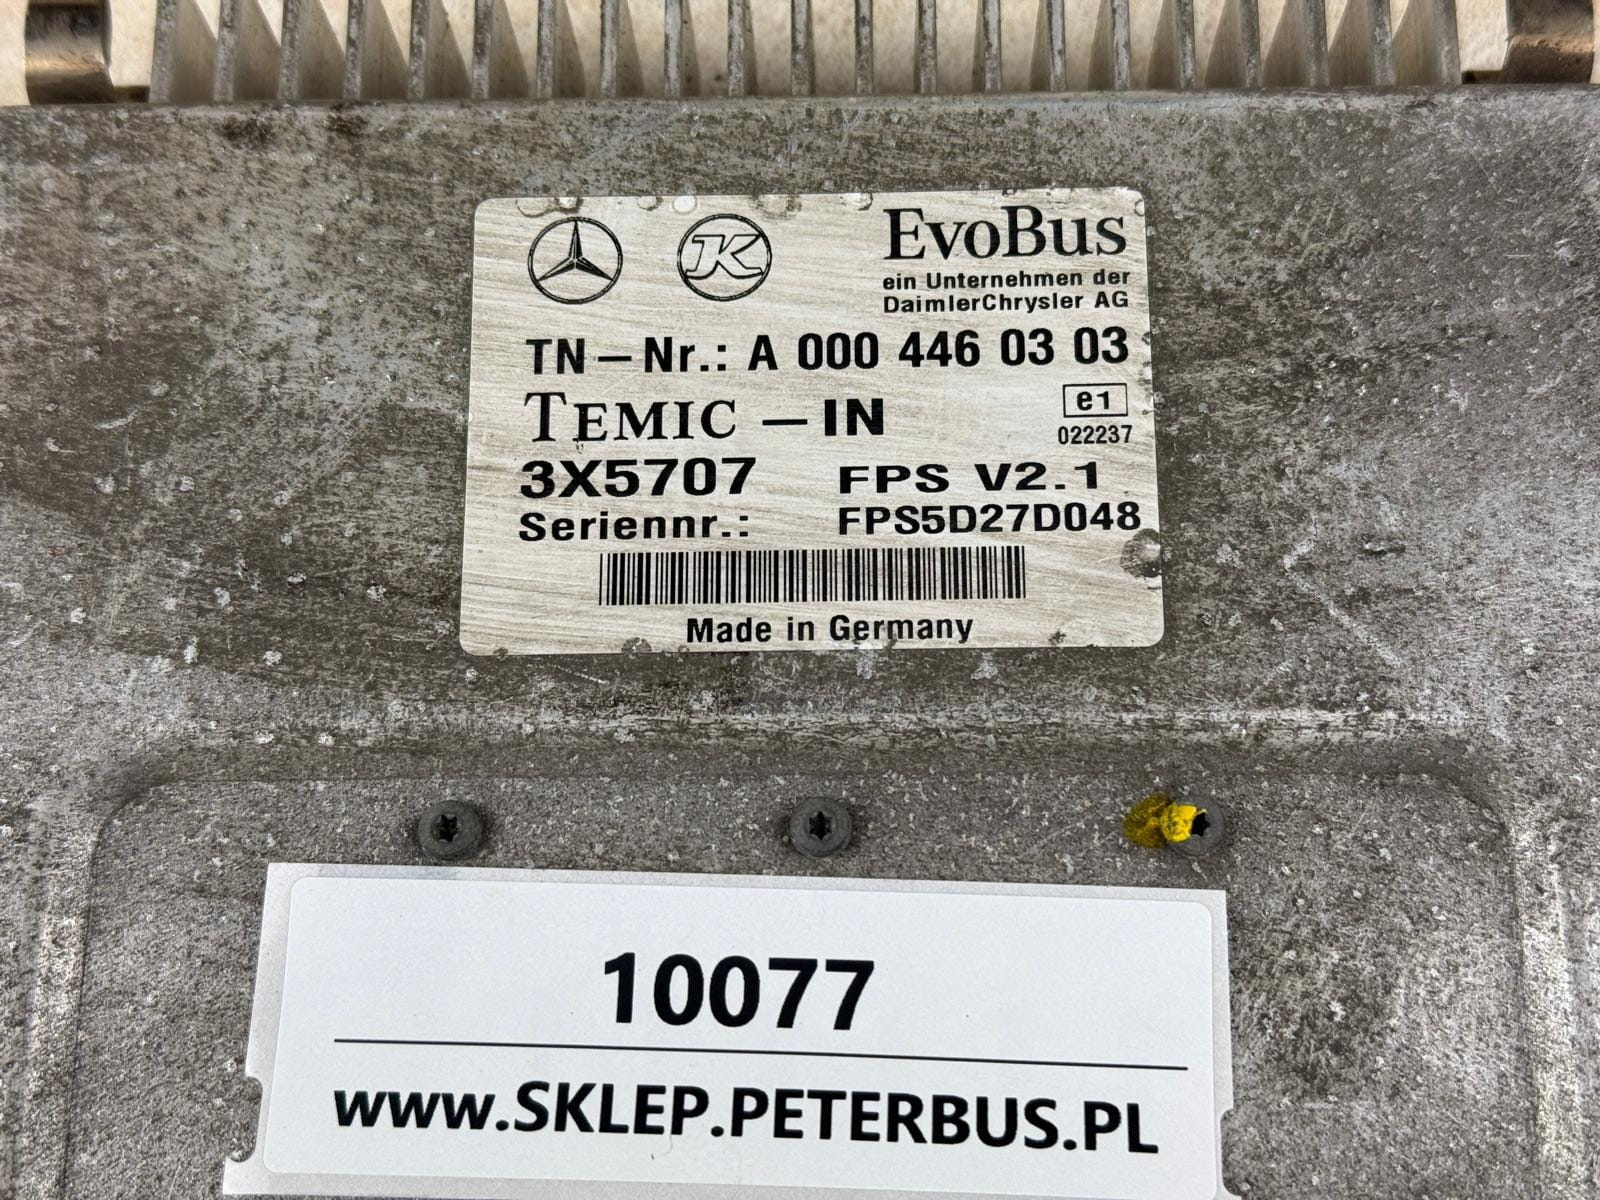 K
EvoBus
ein Unternehmen der
DaimlerChrysler AG
TN-Nr.: A 000 446 03 03
TEMIC - IN
e1
022237
3X5707 FPS V2.1
Seriennr.: FPS5D27D048
Made in Germany
10077
www.SKLEP.PETERBUS.PL